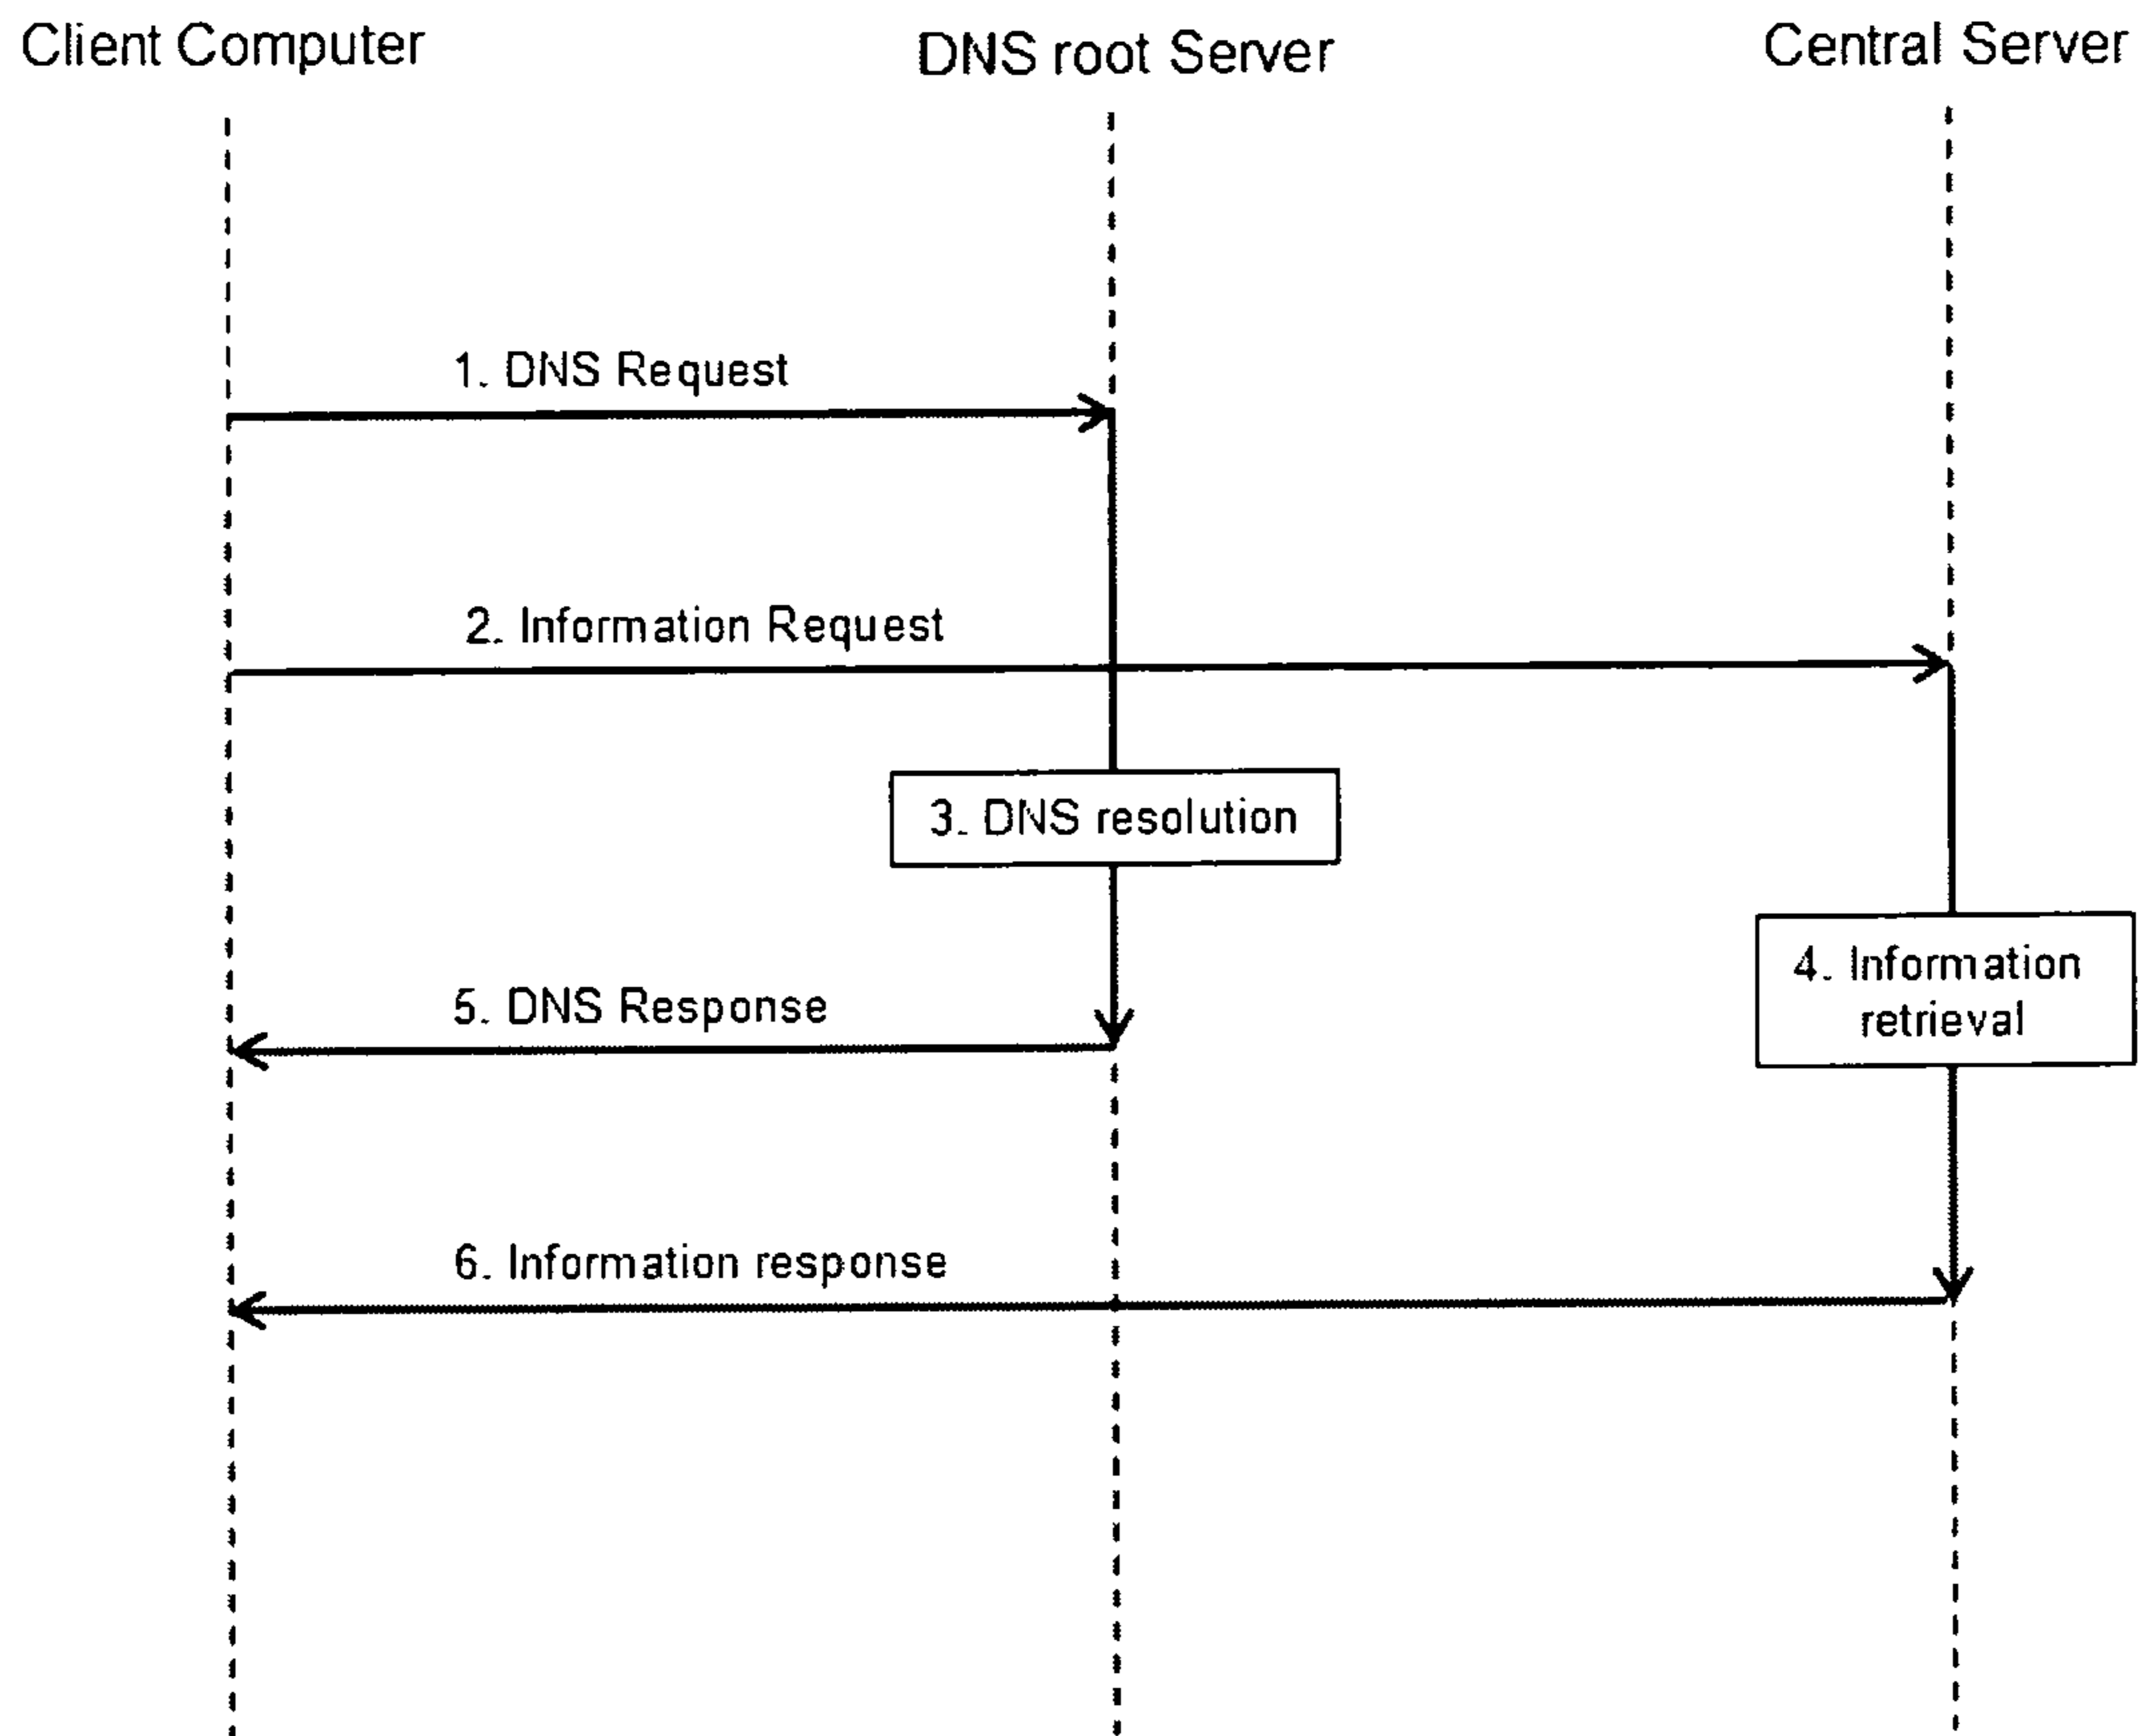 Client Computer
DNS root Server
Central Server
1. DNS Request
2. Information Request
3. DNS resolution
4. Information
retrieval
5. DNS Response
6. Information response